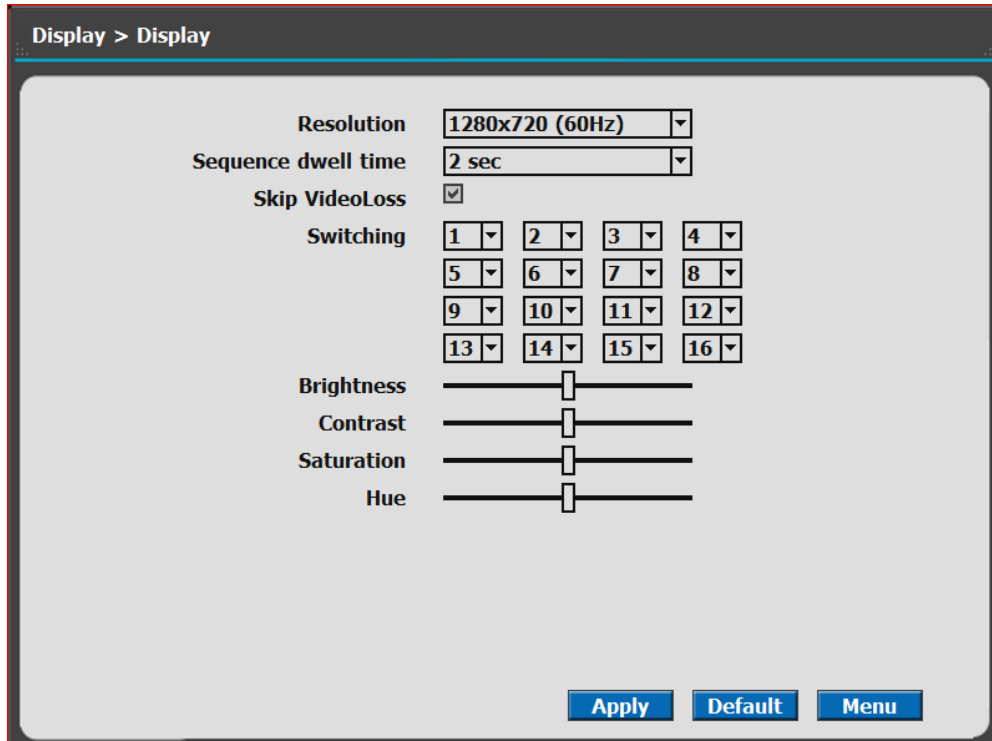 Display > Display
Resolution 1280x720 (60Hz)
Sequence dwell time 2 sec
Skip VideoLoss
Switching 1 2 3 4
5 6 7 8
9 10 11 12
13 14 15 16
Brightness
Contrast
Saturation
Hue
Apply Default Menu